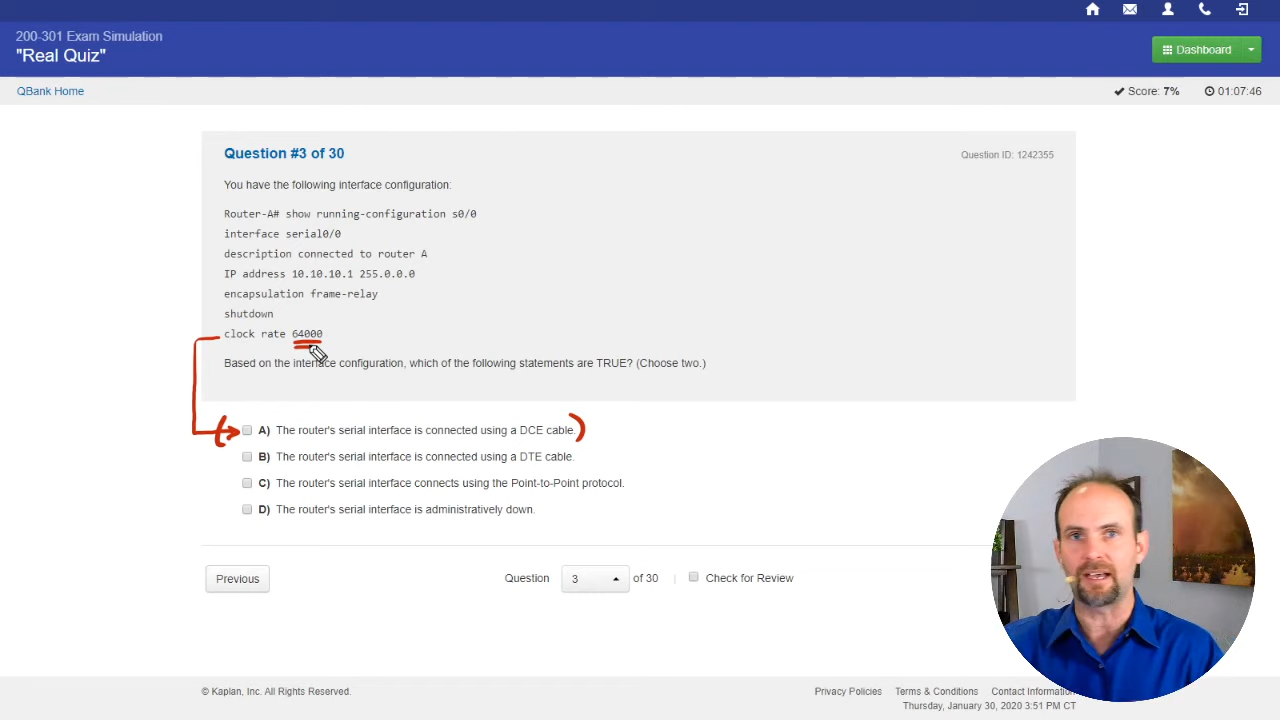 200-301 Exam Simulation
"Real Quiz"
Dashboard
QBank Home
Score: 7%
01:07:46
Question #3 of 30
Question ID: 1242355
You have the following interface configuration:
Router-A# show running-configuration s0/0
interface serial0/0
description connected to router A
IP address 10.10.10.1 255.0.0.0
encapsulation frame-relay
shutdown
clock rate 64000
Based on the interface configuration, which of the following statements are TRUE? (Choose two.)
A) The router's serial interface is connected using a DCE cable.
B) The router's serial interface is connected using a DTE cable.
C) The router's serial interface connects using the Point-to-Point protocol.
D) The router's serial interface is administratively down.
Previous
Question 3 of 30 | Check for Review
© Kaplan, Inc. All Rights Reserved.
Privacy Policies Terms & Conditions Contact Information
Thursday, January 30, 2020 3:51 PM CT